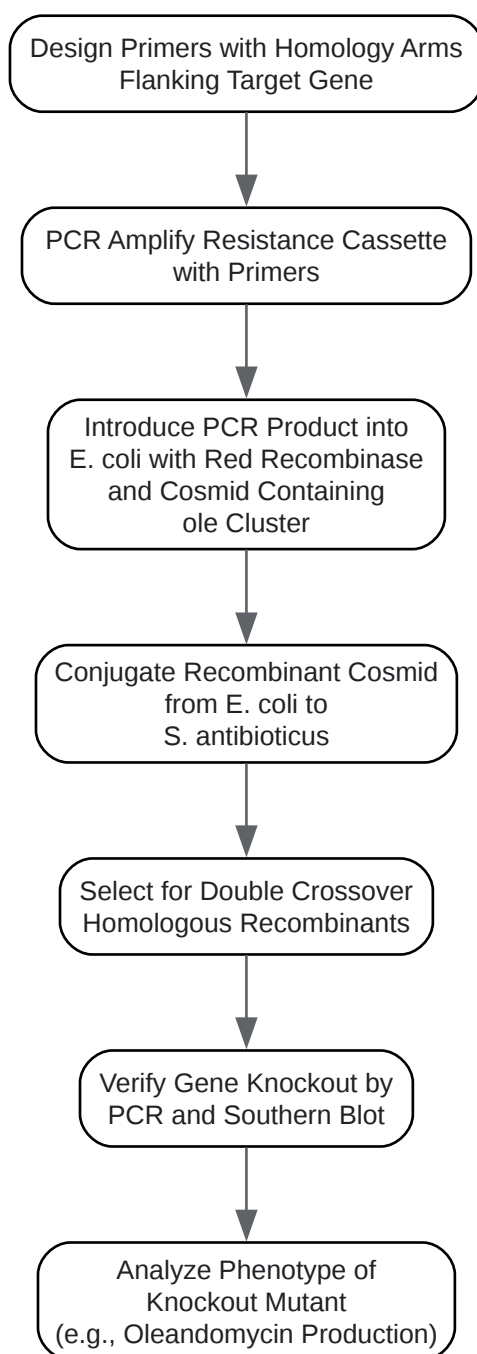 Design Primers with Homology Arms
Flanking Target Gene
PCR Amplify Resistance Cassette
with Primers
Introduce PCR Product into
E. coli with Red Recombinase
and Cosmid Containing
ole Cluster
Conjugate Recombinant Cosmid
from E. coli to
S. antibioticus
Select for Double Crossover
Homologous Recombinants
Verify Gene Knockout by
PCR and Southern Blot
Analyze Phenotype of
Knockout Mutant
(e.g., Oleandomycin Production)